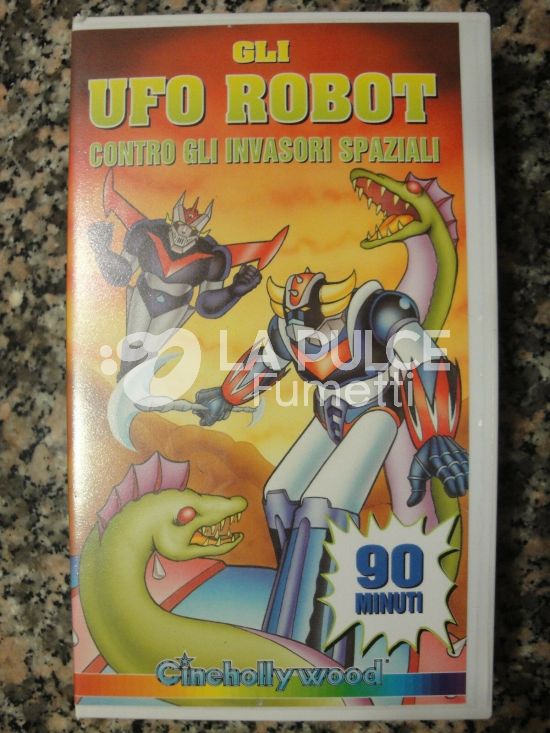 GLI
UFO ROBOT
CONTRO GLI INVASORI SPAZIALI
LA PULCE
Fumetti
90
MINUTI
Cinehollywood